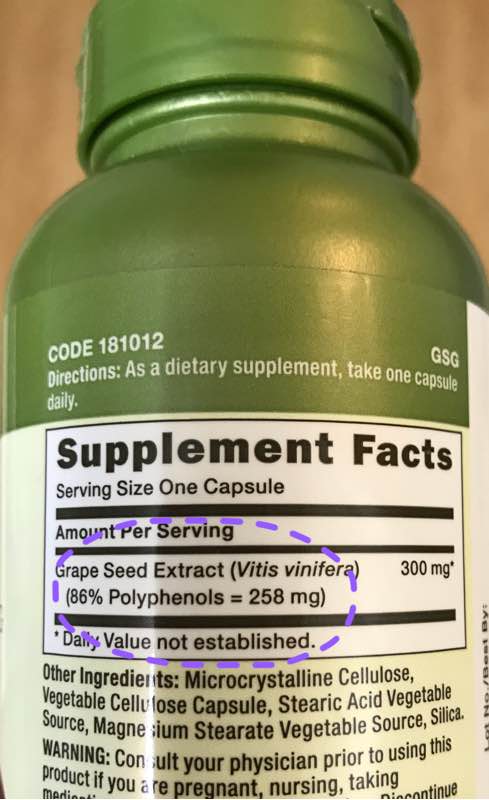 CODE 181012
GSG
Directions: As a dietary supplement, take one capsule
daily.
Supplement Facts
Serving Size One Capsule
Amount Per Serving
Grape Seed Extract (Vitis vinifera) 300 mg*
(86% Polyphenols = 258 mg)
* Daily Value not established.
Other Ingredients: Microcrystalline Cellulose,
Vegetable Cellulose Capsule, Stearic Acid Vegetable
Source, Magnesium Stearate Vegetable Source, Silica.
WARNING: Consult your physician prior to using this
product if you are pregnant, nursing, taking
Discontinue
Lot No./Best By: